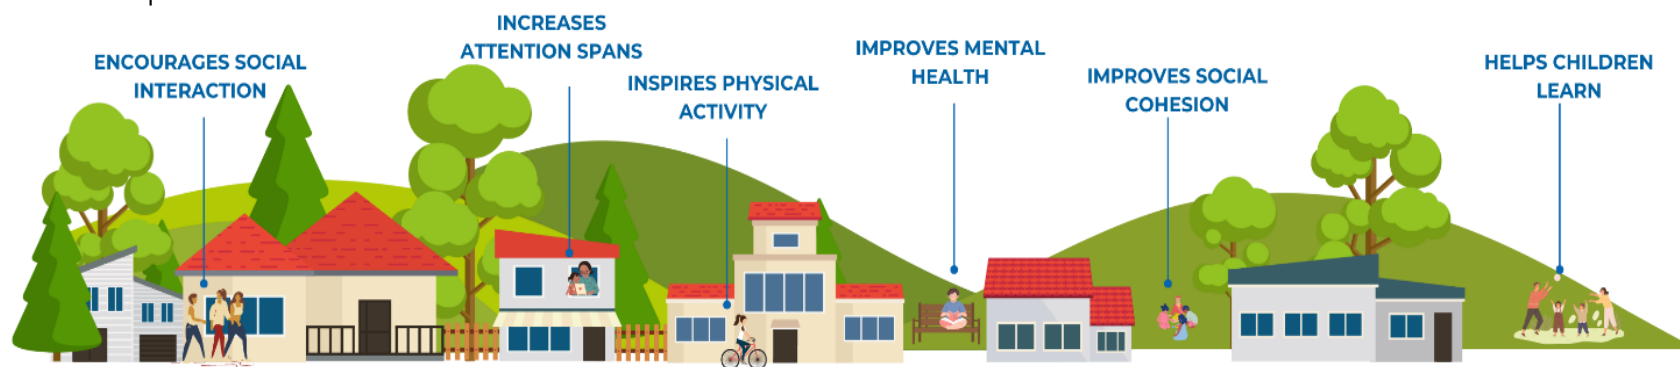 ENCOURAGES SOCIAL
INTERACTION
INCREASES
ATTENTION SPANS
INSPIRES PHYSICAL
ACTIVITY
IMPROVES MENTAL
HEALTH
IMPROVES SOCIAL
COHESION
HELPS CHILDREN
LEARN